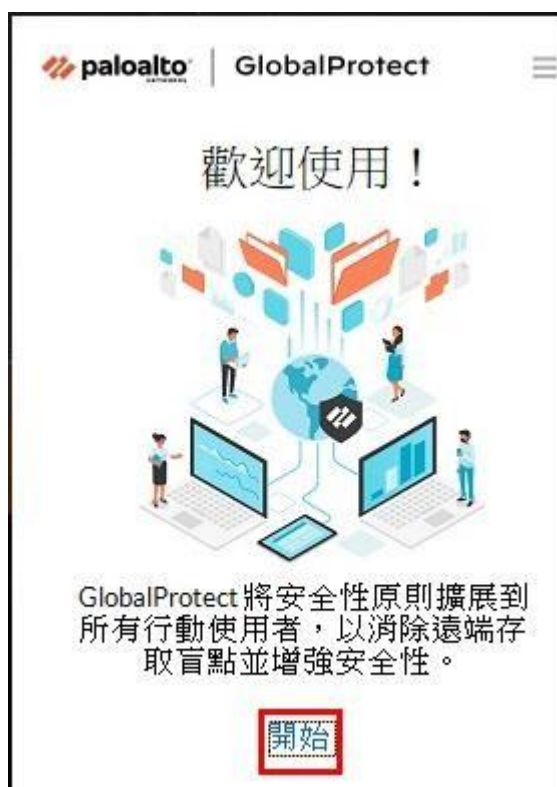 paloalto
NETWORKS
GlobalProtect
歡迎使用！
GlobalProtect 將安全性原則擴展到
所有行動使用者，以消除遠端存
取盲點並增強安全性。
開始